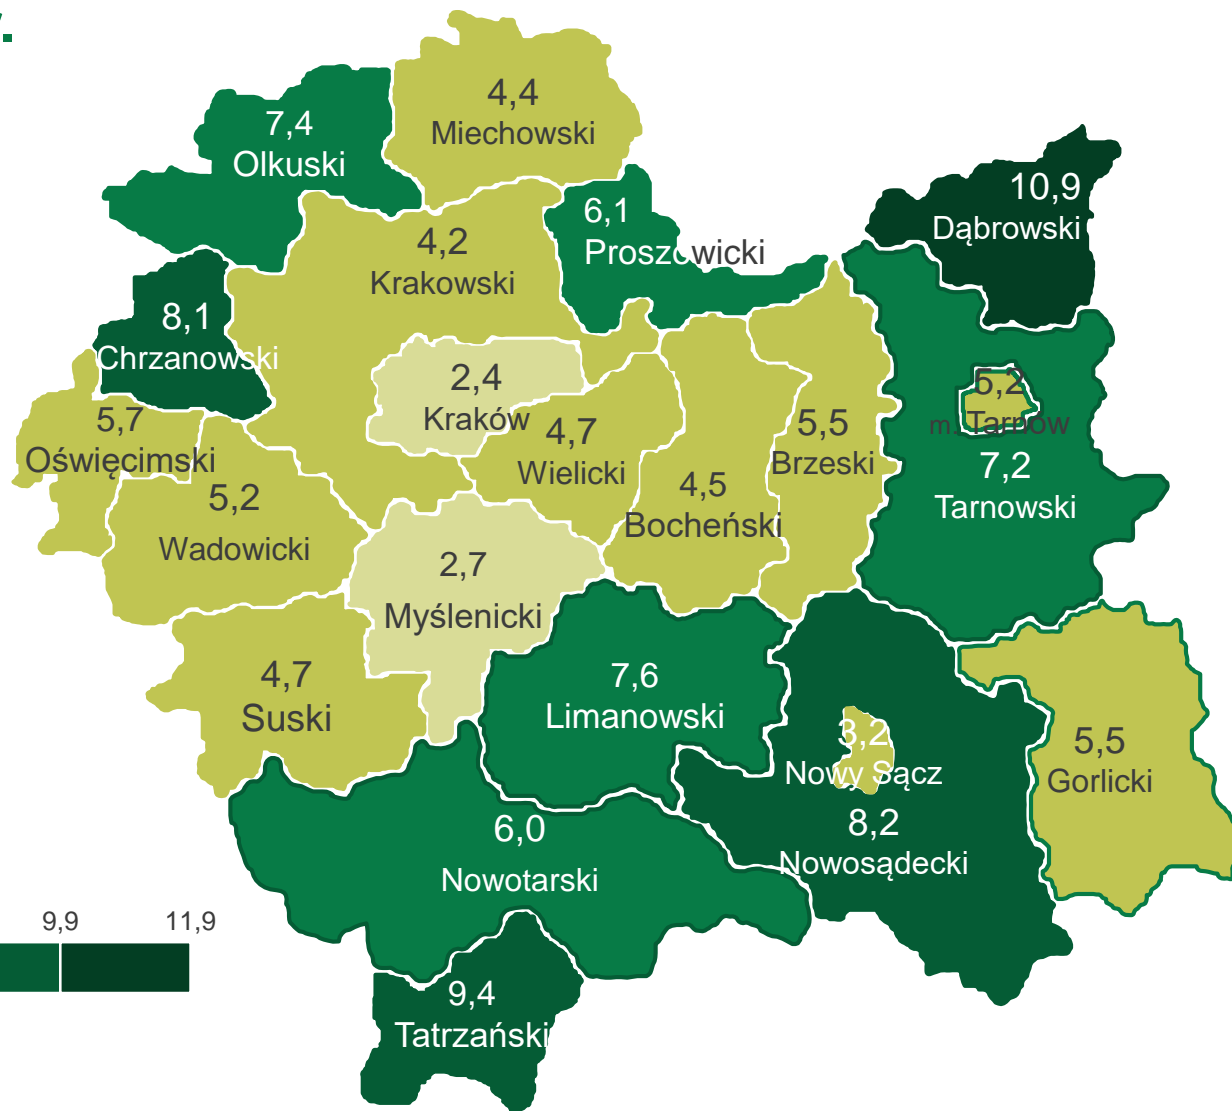 4,4
Miechowski
7,4
Olkuski
10,9
Dąbrowski
6,1
Proszowicki
4,2
Krakowski
8,1
Chrzanowski
2,4
Kraków
5,2
m. Tarnów
5,7
Oświęcimski
4,7
Wielicki
5,5
Brzeski
7,2
Tarnowski
5,2
Wadowicki
4,5
Bocheński
2,7
Myślenicki
4,7
Suski
7,6
Limanowski
3,2
Nowy Sącz
5,5
Gorlicki
6,0
Nowotarski
8,2
Nowosądecki
9,9 11,9
9,4
Tatrzański